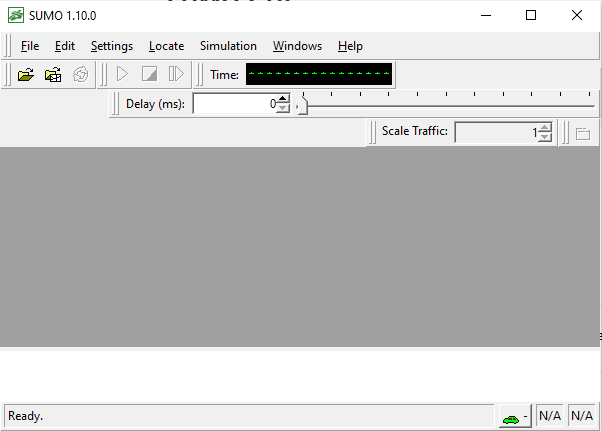 SUMO 1.10.0
File Edit Settings Locate Simulation Windows Help
Time:
Delay (ms): 0
Scale Traffic: 1
Ready. - N/A N/A